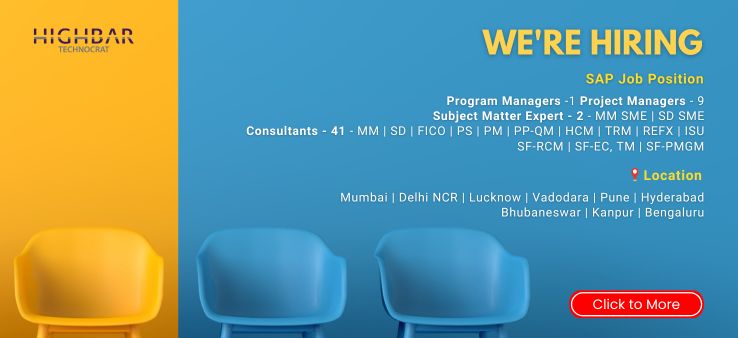 HIGHBAR
TECHNOCRAT
WE'RE HIRING
SAP Job Position
Program Managers -1 Project Managers - 9
Subject Matter Expert - 2 - MM SME | SD SME
Consultants - 41 - MM | SD | FICO | PS | PM | PP-QM | HCM | TRM | REFX | ISU
SF-RCM | SF-EC, TM | SF-PMGM
Location
Mumbai | Delhi NCR | Lucknow | Vadodara | Pune | Hyderabad
Bhubaneswar | Kanpur | Bengaluru
Click to More